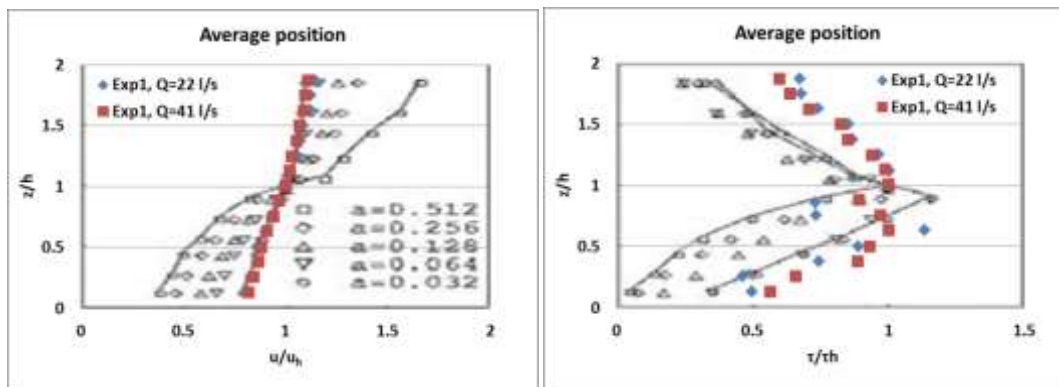 Average position
2
1.5
1
0.5
0
z/h
Exp1, Q=22 l/s
Exp1, Q=41 l/s
a=0.512
a=0.256
a=0.128
a=0.064
a=0.032
0
0.5
1
1.5
2
u/uh
Average position
2
1.5
1
0.5
0
z/h
Exp1, Q=22 l/s
Exp1, Q=41 l/s
0
0.5
1
1.5
τ/τh